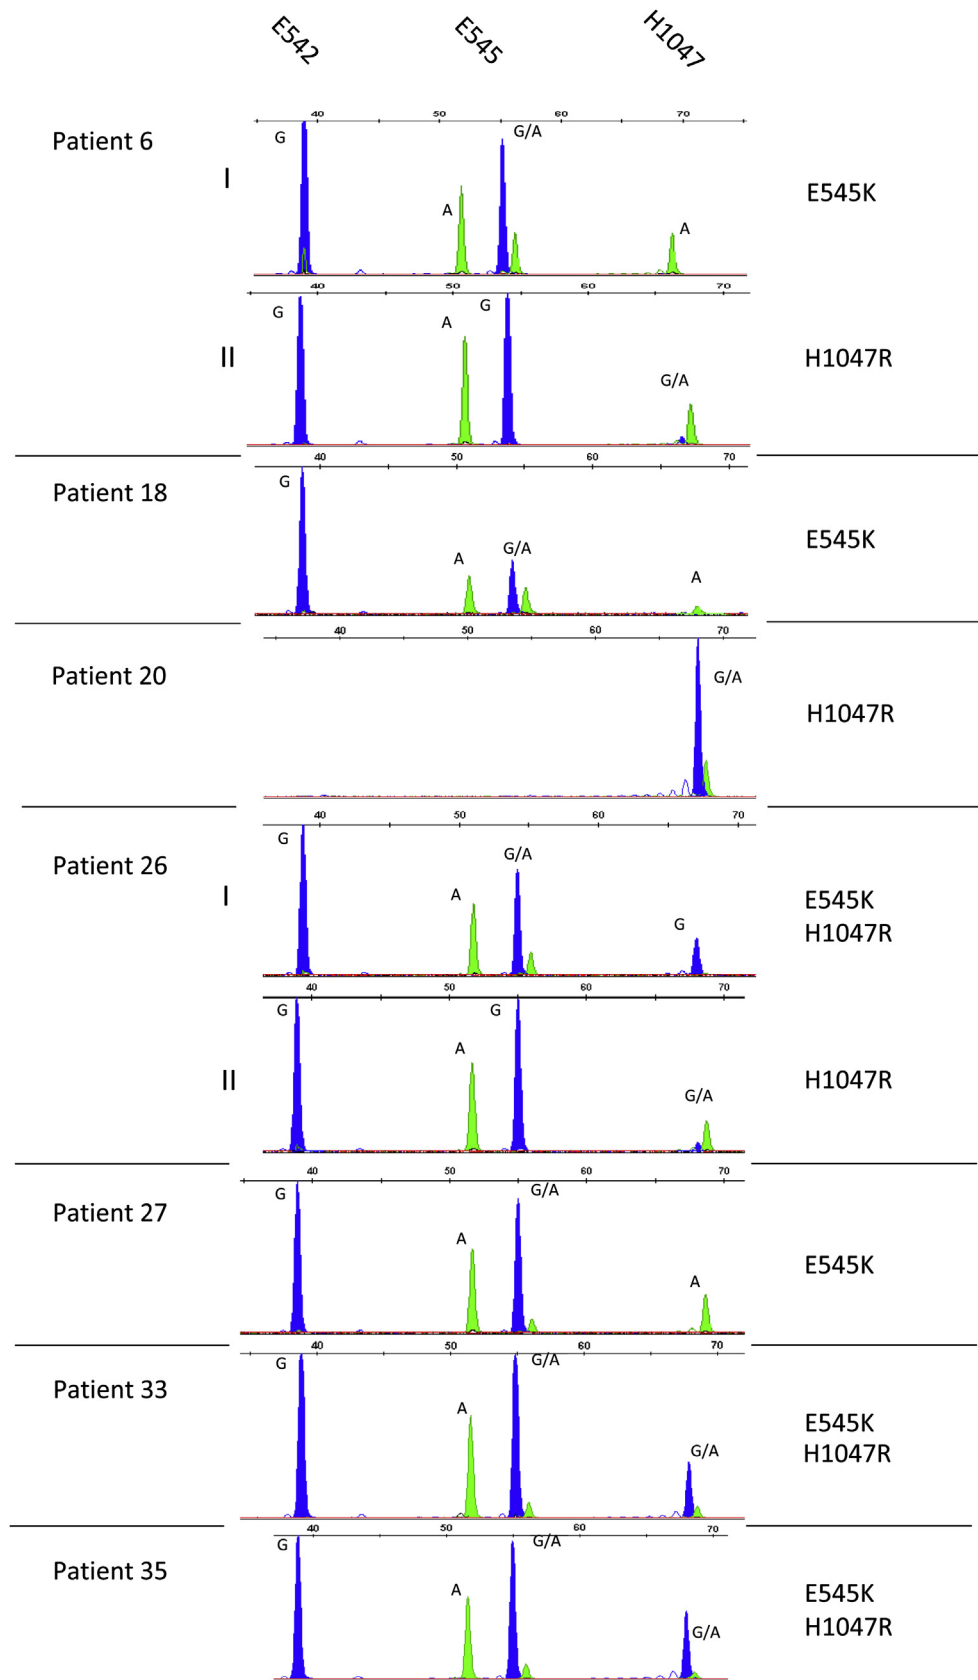 E542 E545 H1047
40 50 60 70
Patient 6
I
G A G/A A
E545K
40 50 60 70
II
G A G G/A
H1047R
40 50 60 70
Patient 18
G A G/A A
E545K
40 50 60 70
Patient 20
G/A
H1047R
40 50 60 70
Patient 26
I
G A G/A G
E545K
H1047R
40 50 60 70
II
G A G G/A
H1047R
40 50 60 70
Patient 27
G A G/A A
E545K
40 50 60 70
Patient 33
G A G/A G/A
E545K
H1047R
40 50 60 70
Patient 35
G A G/A G/A
E545K
H1047R